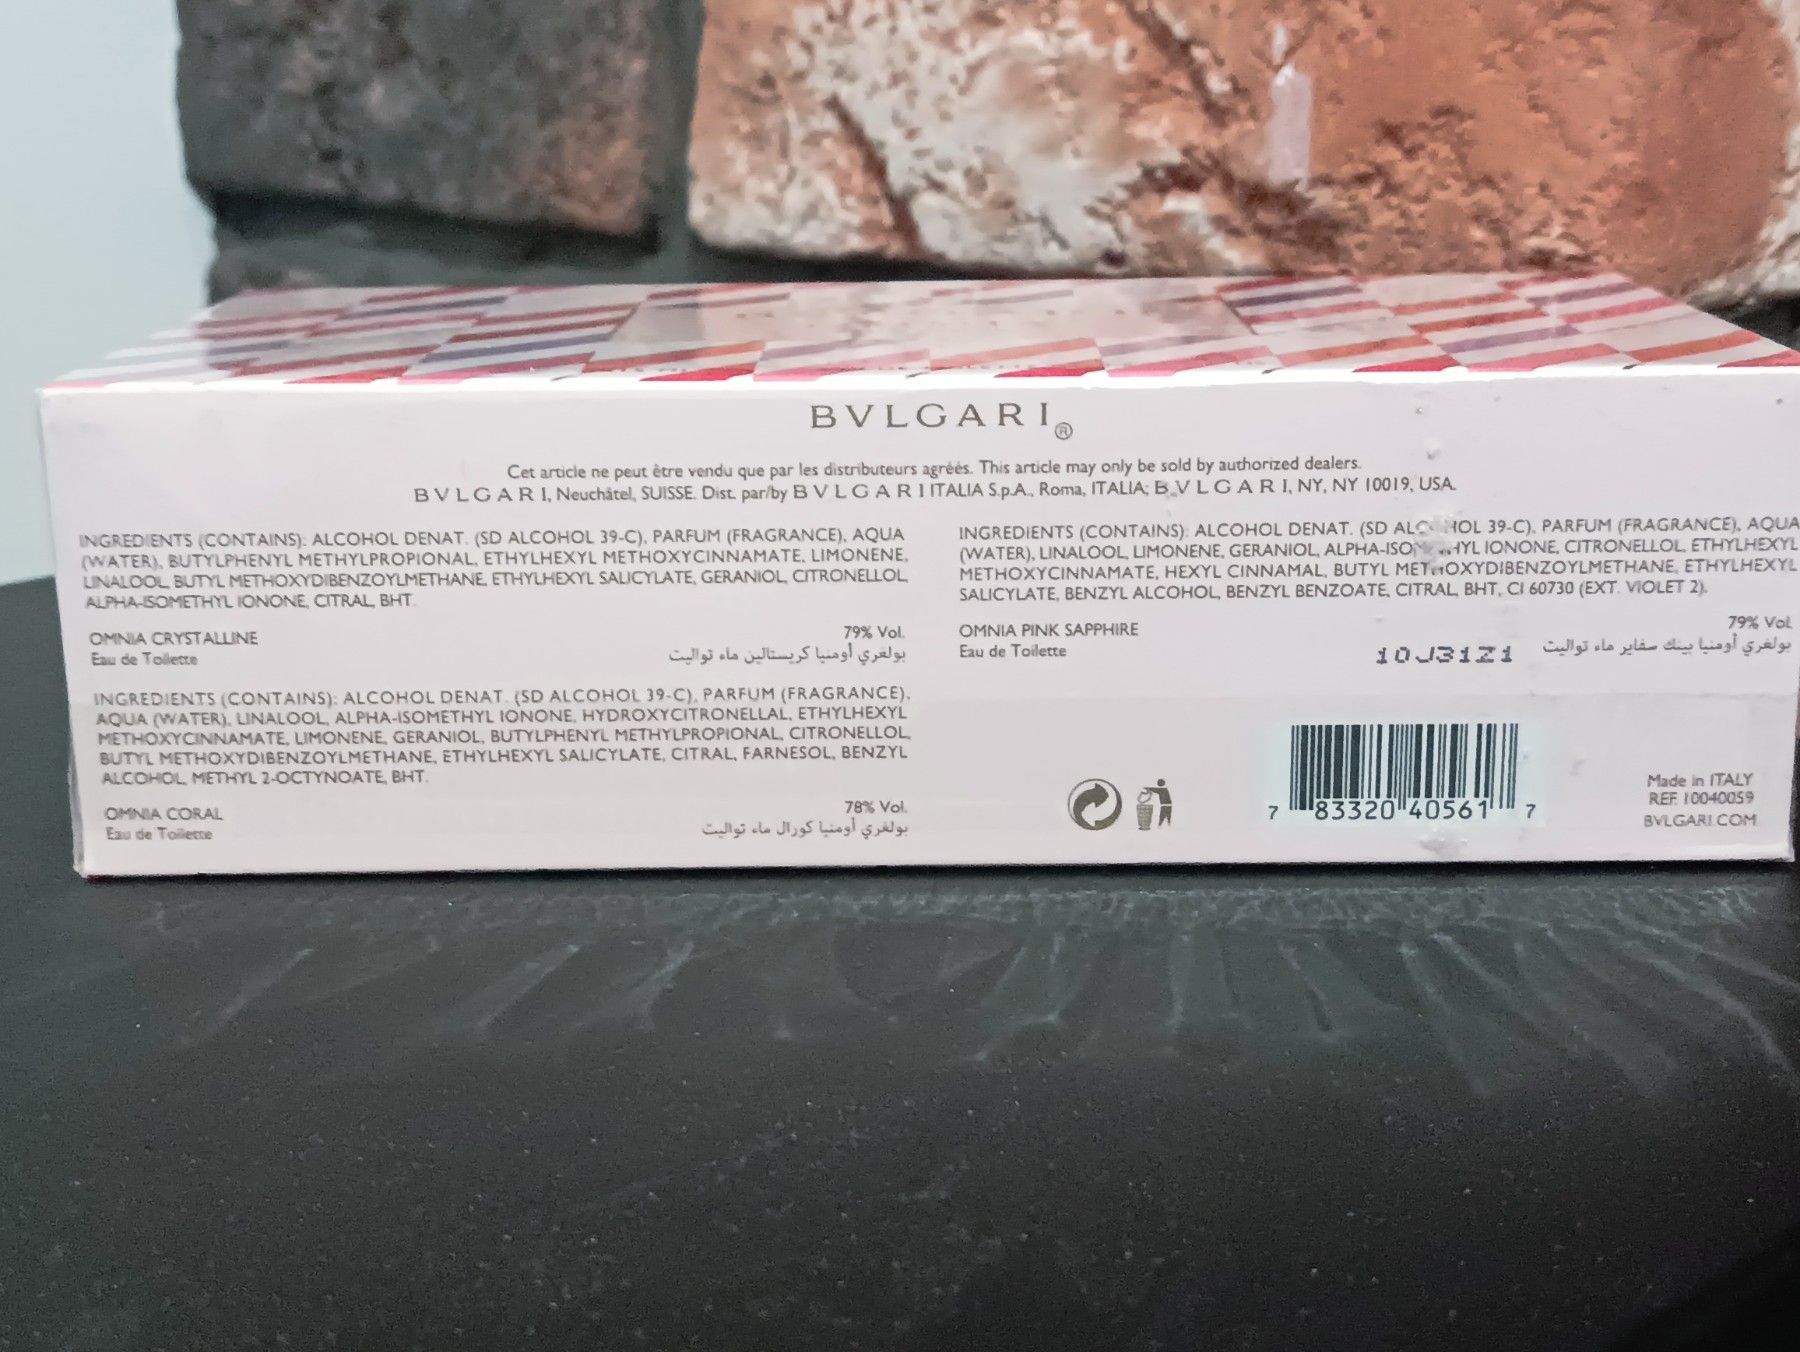 BVLGARI®
Cet article ne peut être vendu que par les distributeurs agréés. This article may only be sold by authorized dealers.
BVLGARI, Neuchâtel, SUISSE. Dist. par/by BVLGARI ITALIA S.p.A., Roma, ITALIA; BVLGARI, NY, NY 10019, USA.
INGREDIENTS (CONTAINS): ALCOHOL DENAT. (SD ALCOHOL 39-C), PARFUM (FRAGRANCE), AQUA
(WATER), BUTYLPHENYL METHYLPROPIONAL, ETHYLHEXYL METHOXYCINNAMATE, LIMONENE,
LINALOOL, BUTYL METHOXYDIBENZOYLMETHANE, ETHYLHEXYL SALICYLATE, GERANIOL, CITRONELLOL,
ALPHA-ISOMETHYL IONONE, CITRAL, BHT.
OMNIA CRYSTALLINE 79% Vol.
Eau de Toilette بولغري أومنيا كريستالين ماء تواليت
INGREDIENTS (CONTAINS): ALCOHOL DENAT. (SD ALCOHOL 39-C), PARFUM (FRAGRANCE),
AQUA (WATER), LINALOOL, ALPHA-ISOMETHYL IONONE, HYDROXYCITRONELLAL, ETHYLHEXYL
METHOXYCINNAMATE, LIMONENE, GERANIOL, BUTYLPHENYL METHYLPROPIONAL, CITRONELLOL,
BUTYL METHOXYDIBENZOYLMETHANE, ETHYLHEXYL SALICYLATE, CITRAL, FARNESOL, BENZYL
ALCOHOL, METHYL 2-OCTYNOATE, BHT.
OMNIA CORAL 78% Vol.
Eau de Toilette بولغري أومنيا كورال ماء تواليت
INGREDIENTS (CONTAINS): ALCOHOL DENAT. (SD ALCOHOL 39-C), PARFUM (FRAGRANCE), AQUA
(WATER), LINALOOL, LIMONENE, GERANIOL, ALPHA-ISOMETHYL IONONE, CITRONELLOL, ETHYLHEXYL
METHOXYCINNAMATE, HEXYL CINNAMAL, BUTYL METHOXYDIBENZOYLMETHANE, ETHYLHEXYL
SALICYLATE, BENZYL ALCOHOL, BENZYL BENZOATE, CITRAL, BHT, CI 60730 (EXT. VIOLET 2).
OMNIA PINK SAPPHIRE 79% Vol.
Eau de Toilette بولغري أومنيا بينك سفاير ماء تواليت
10J31Z1
7 83320 40561 7
Made in ITALY
REF. 10040059
BVLGARI.COM